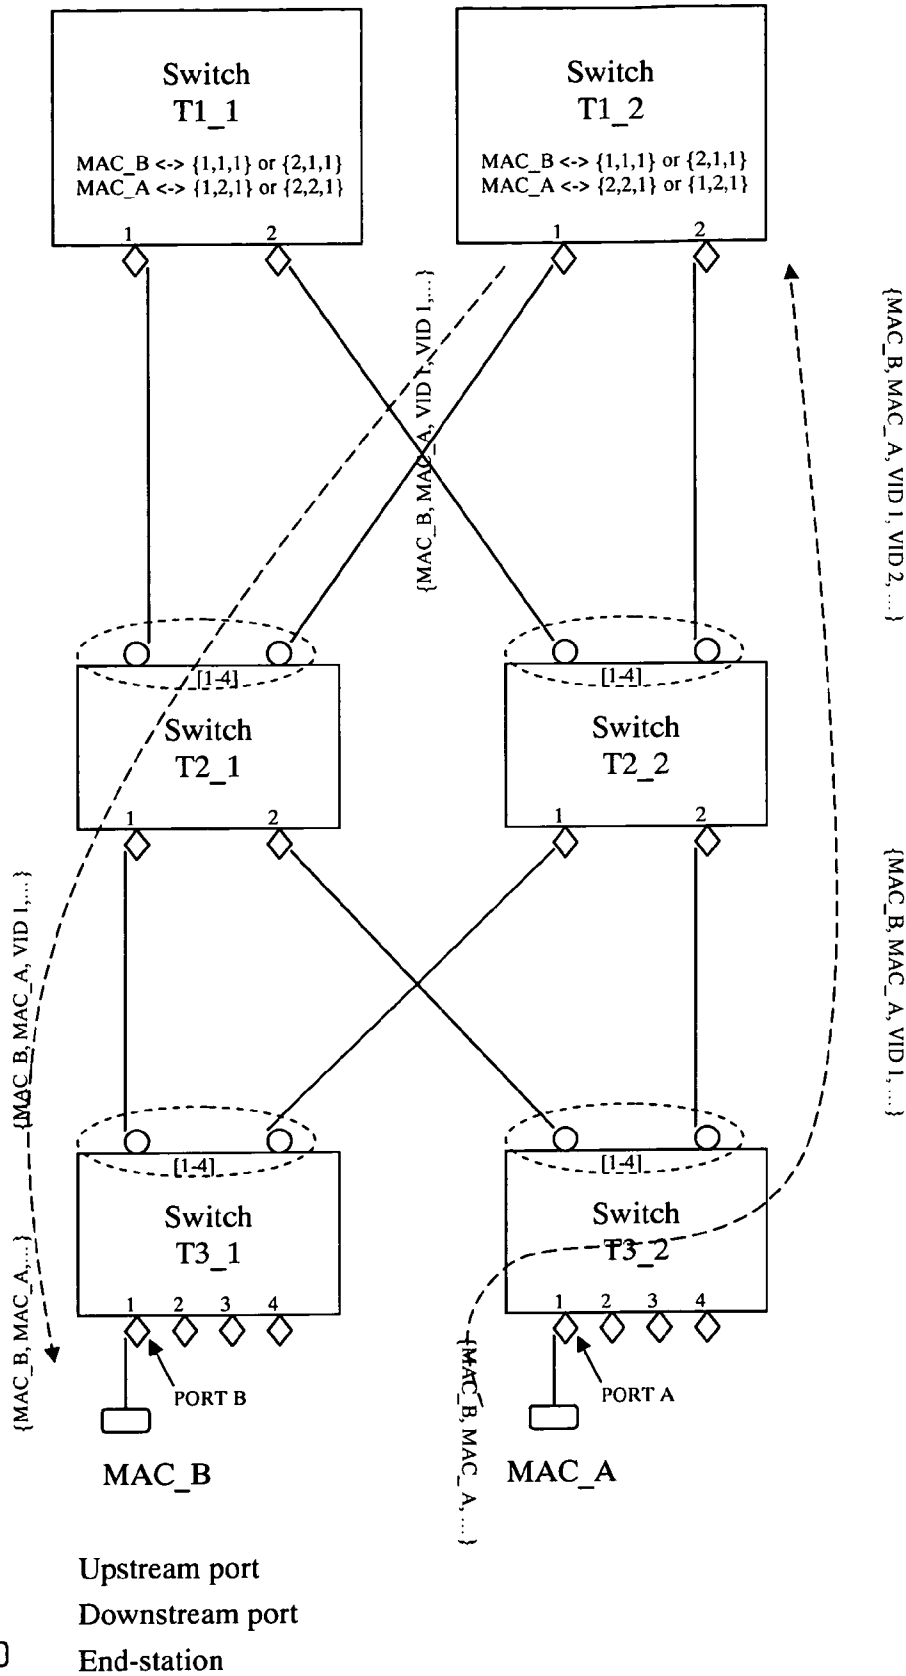 Switch
T1_1
MAC_B <-> {1,1,1} or {2,1,1}
MAC_A <-> {1,2,1} or {2,2,1}
1
2
Switch
T1_2
MAC_B <-> {1,1,1} or {2,1,1}
MAC_A <-> {2,2,1} or {1,2,1}
1
2
{MAC_B, MAC_A, VID 1, VID 1,...}
{MAC_B, MAC_A, VID 1, VID 2, ...}
[1-4]
Switch
T2_1
1
2
[1-4]
Switch
T2_2
1
2
{MAC_B, MAC_A, VID 1,...}
{MAC_B, MAC_A, VID 1, ...}
[1-4]
Switch
T3_1
1
2
3
4
[1-4]
Switch
T3_2
1
2
3
4
{MAC_B, MAC_A,...}
PORT B
MAC_B
{MAC_B, MAC_A, ...}
PORT A
MAC_A
Upstream port
Downstream port
End-station